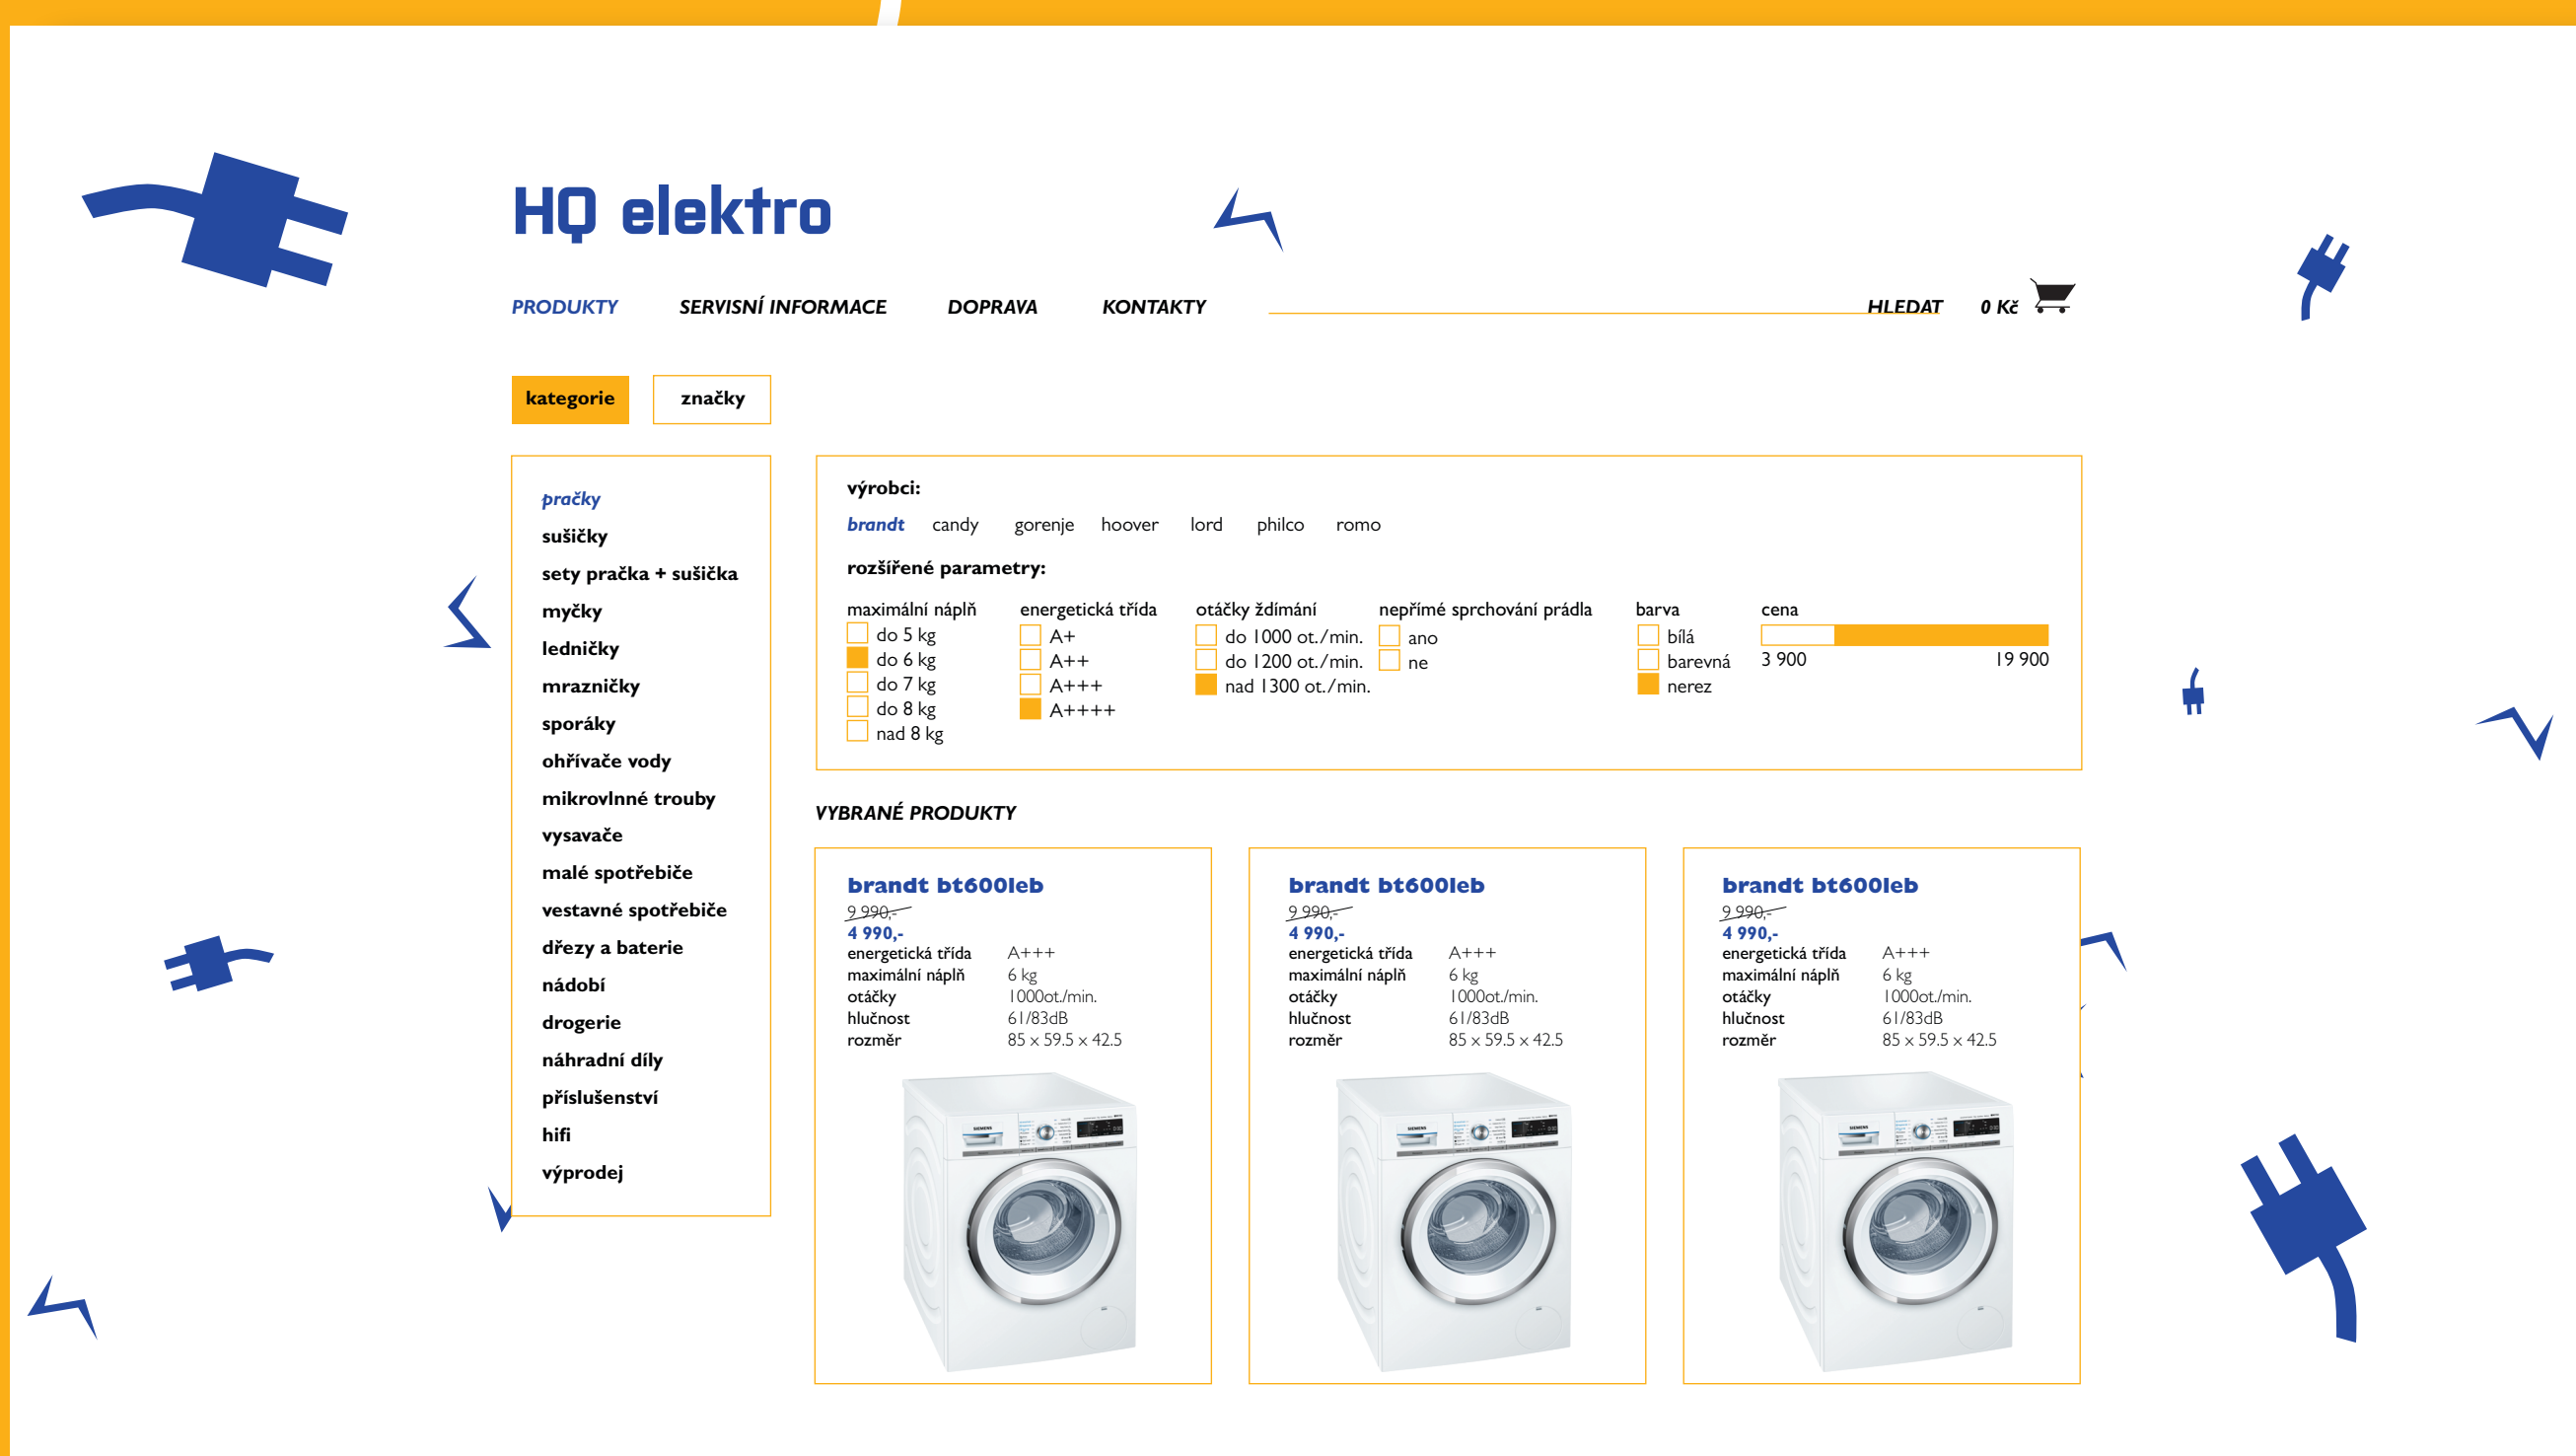 HQ elektro
PRODUKTY SERVISNÍ INFORMACE DOPRAVA KONTAKTY HLEDAT 0 Kč
kategorie značky
pračky
sušičky
sety pračka + sušička
myčky
ledničky
mrazničky
sporáky
ohřívače vody
mikrovlnné trouby
vysavače
malé spotřebiče
vestavné spotřebiče
dřezy a baterie
nádobí
drogerie
náhradní díly
příslušenství
hifi
výprodej
výrobci:
brandt candy gorenje hoover lord philco romo
rozšířené parametry:
maximální náplň
do 5 kg
do 6 kg
do 7 kg
do 8 kg
nad 8 kg
energetická třída
A+
A++
A+++
A++++
otáčky ždímání
do 1000 ot./min.
do 1200 ot./min.
nad 1300 ot./min.
nepřímé sprchování prádla
ano
ne
barva
bílá
barevná
nerez
cena
3 900 19 900
VYBRANÉ PRODUKTY
brandt bt600leb
9 990,-
4 990,-
energetická třída A+++
maximální náplň 6 kg
otáčky 1000ot./min.
hlučnost 61/83dB
rozměr 85 x 59.5 x 42.5
SIEMENS
brandt bt600leb
9 990,-
4 990,-
energetická třída A+++
maximální náplň 6 kg
otáčky 1000ot./min.
hlučnost 61/83dB
rozměr 85 x 59.5 x 42.5
SIEMENS
brandt bt600leb
9 990,-
4 990,-
energetická třída A+++
maximální náplň 6 kg
otáčky 1000ot./min.
hlučnost 61/83dB
rozměr 85 x 59.5 x 42.5
SIEMENS